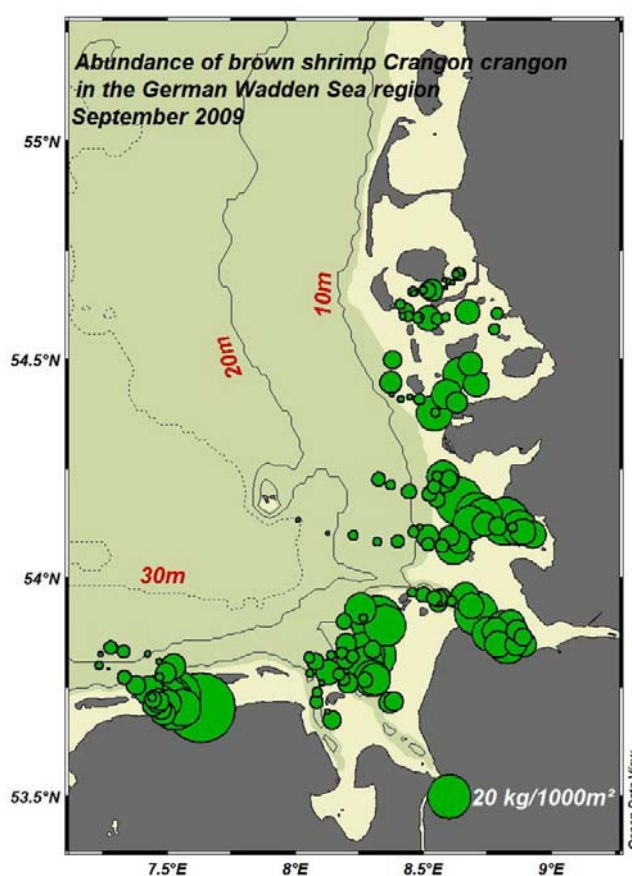 Abundance of brown shrimp Crangon crangon
in the German Wadden Sea region
September 2009
55°N
10m
20m
54.5°N
54°N
30m
53.5°N
20 kg/1000m²
7.5°E
8°E
8.5°E
9°E